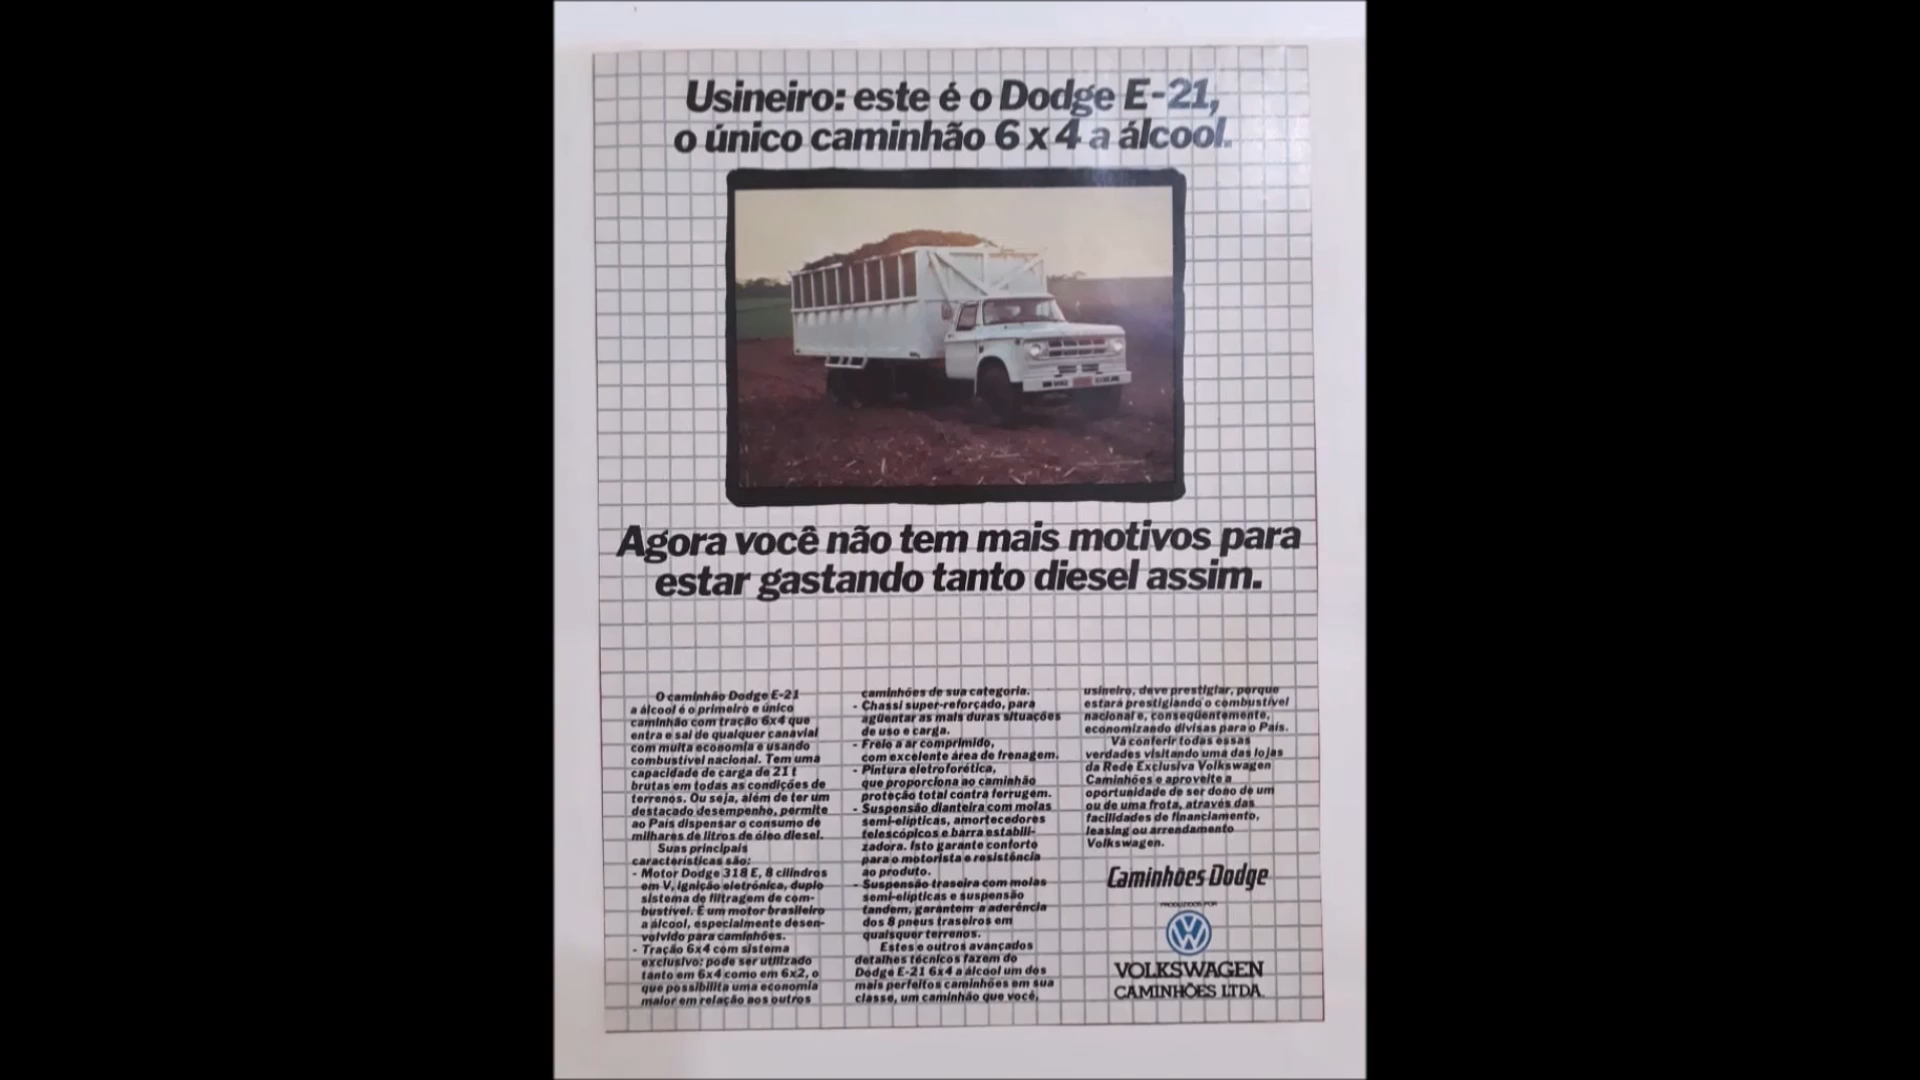 Usineiro: este é o Dodge E-21,
o único caminhão 6 x 4 a álcool.
Agora você não tem mais motivos para
estar gastando tanto diesel assim.
O caminhão Dodge E-21
a álcool é o primeiro e único
caminhão com tração 6x4 que
entra e sai de qualquer canavial
com muita economia e usando
combustível nacional. Tem uma
capacidade de carga de 21 t
brutas em todas as condições de
terrenos. Ou seja, além de ter um
destacado desempenho, permite
ao País dispensar o consumo de
milhares de litros de óleo diesel.
Suas principais
características são:
- Motor Dodge 318 E, 8 cilindros
em V, ignição eletrônica, duplo
sistema de filtragem de com-
bustível. É um motor brasileiro
a álcool, especialmente desen-
volvido para caminhões.
- Tração 6x4 com sistema
exclusivo: pode ser utilizado
tanto em 6x4 como em 6x2, o
que possibilita uma economia
maior em relação aos outros
caminhões de sua categoria.
- Chassi super-reforçado, para
agüentar as mais duras situações
de uso e carga.
- Freio a ar comprimido,
com excelente área de frenagem.
- Pintura eletroforética,
que proporciona ao caminhão
proteção total contra ferrugem.
- Suspensão dianteira com molas
semi-elípticas, amortecedores
telescópicos e barra estabili-
zadora. Isto garante conforto
para o motorista e resistência
ao produto.
- Suspensão traseira com molas
semi-elípticas e suspensão
tandem, garantem a aderência
dos 8 pneus traseiros em
quaisquer terrenos.
Estes e outros avançados
detalhes técnicos fazem do
Dodge E-21 6x4 a álcool um dos
mais perfeitos caminhões em sua
classe, um caminhão que você,
usineiro, deve prestigiar, porque
estará prestigiando o combustível
nacional e, conseqüentemente,
economizando divisas para o País.
Vá conferir todas essas
verdades visitando uma das lojas
da Rede Exclusiva Volkswagen
Caminhões e aproveite a
oportunidade de ser dono de um
ou de uma frota, através das
facilidades de financiamento,
leasing ou arrendamento
Volkswagen.
Caminhões Dodge
PRODUZIDOS POR
VOLKSWAGEN
CAMINHÕES LTDA.